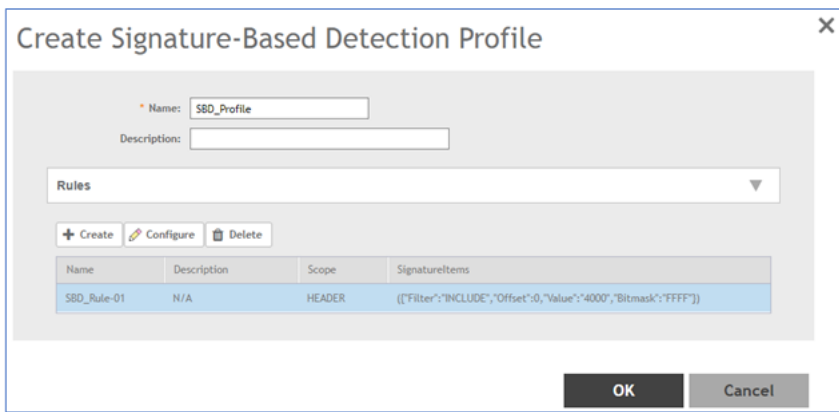 Create Signature-Based Detection Profile
* Name: SBD_Profile
Description:
Rules
Create Configure Delete
Name Description Scope SignatureItems
SBD_Rule-01 N/A HEADER (["Filter":"INCLUDE","Offset":0,"Value":"4000","Bitmask":"FFFF"])
OK Cancel